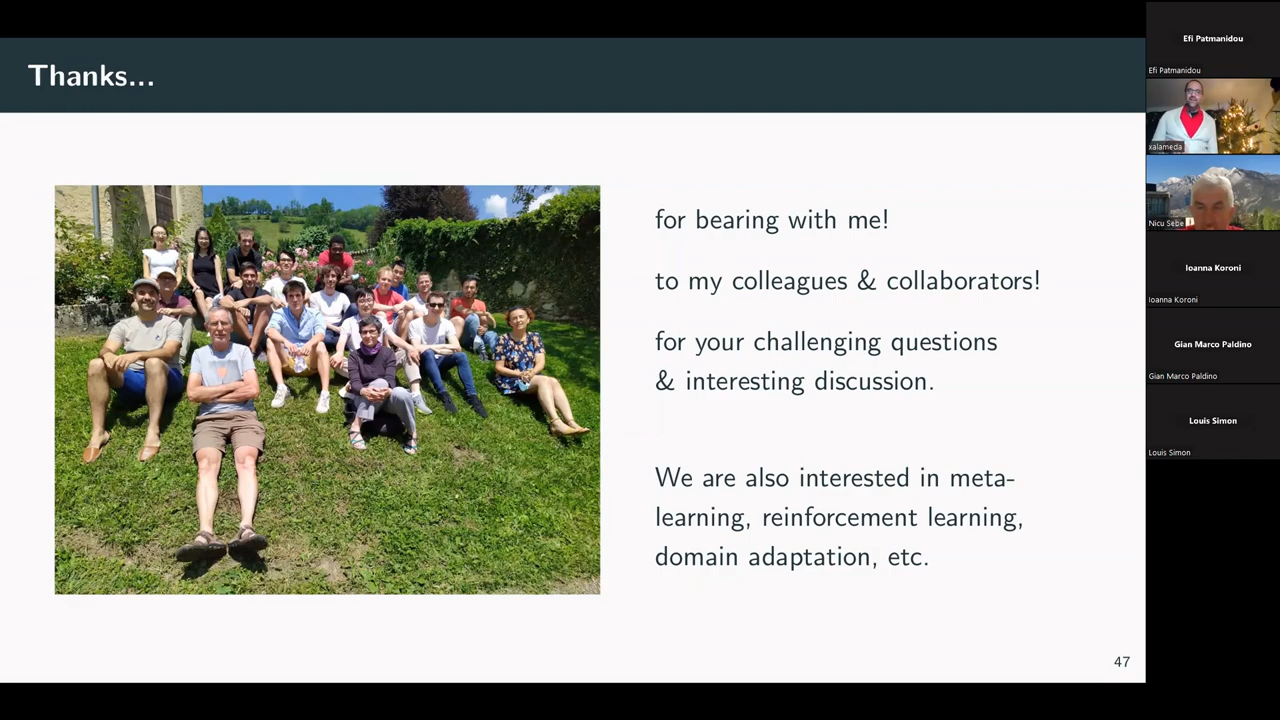 Thanks...
for bearing with me!
to my colleagues & collaborators!
for your challenging questions
& interesting discussion.
We are also interested in meta-
learning, reinforcement learning,
domain adaptation, etc.
47
Efi Patmanidou
Efi Patmanidou
xalameda
Nicu Sebe
Ioanna Koroni
Ioanna Koroni
Gian Marco Paldino
Gian Marco Paldino
Louis Simon
Louis Simon